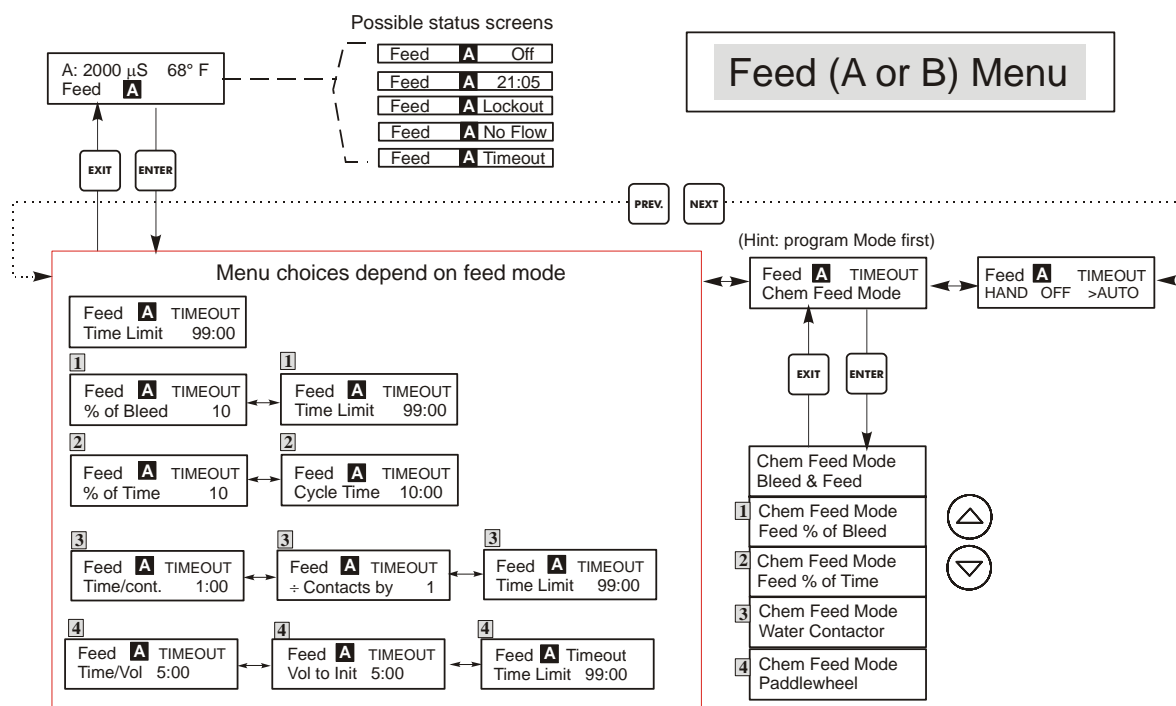 Possible status screens
A: 2000 µS 68° F
Feed A
Feed A Off
Feed A 21:05
Feed A Lockout
Feed A No Flow
Feed A Timeout
Feed (A or B) Menu
EXIT
ENTER
PREV.
NEXT
Menu choices depend on feed mode
Feed A TIMEOUT
Time Limit 99:00
1
Feed A TIMEOUT
% of Bleed 10
1
Feed A TIMEOUT
Time Limit 99:00
2
Feed A TIMEOUT
% of Time 10
2
Feed A TIMEOUT
Cycle Time 10:00
3
Feed A TIMEOUT
Time/cont. 1:00
3
Feed A TIMEOUT
÷ Contacts by 1
3
Feed A TIMEOUT
Time Limit 99:00
4
Feed A TIMEOUT
Time/Vol 5:00
4
Feed A TIMEOUT
Vol to Init 5:00
4
Feed A Timeout
Time Limit 99:00
(Hint: program Mode first)
Feed A TIMEOUT
Chem Feed Mode
Feed A TIMEOUT
HAND OFF >AUTO
EXIT
ENTER
Chem Feed Mode
Bleed & Feed
1
Chem Feed Mode
Feed % of Bleed
2
Chem Feed Mode
Feed % of Time
3
Chem Feed Mode
Water Contactor
4
Chem Feed Mode
Paddlewheel